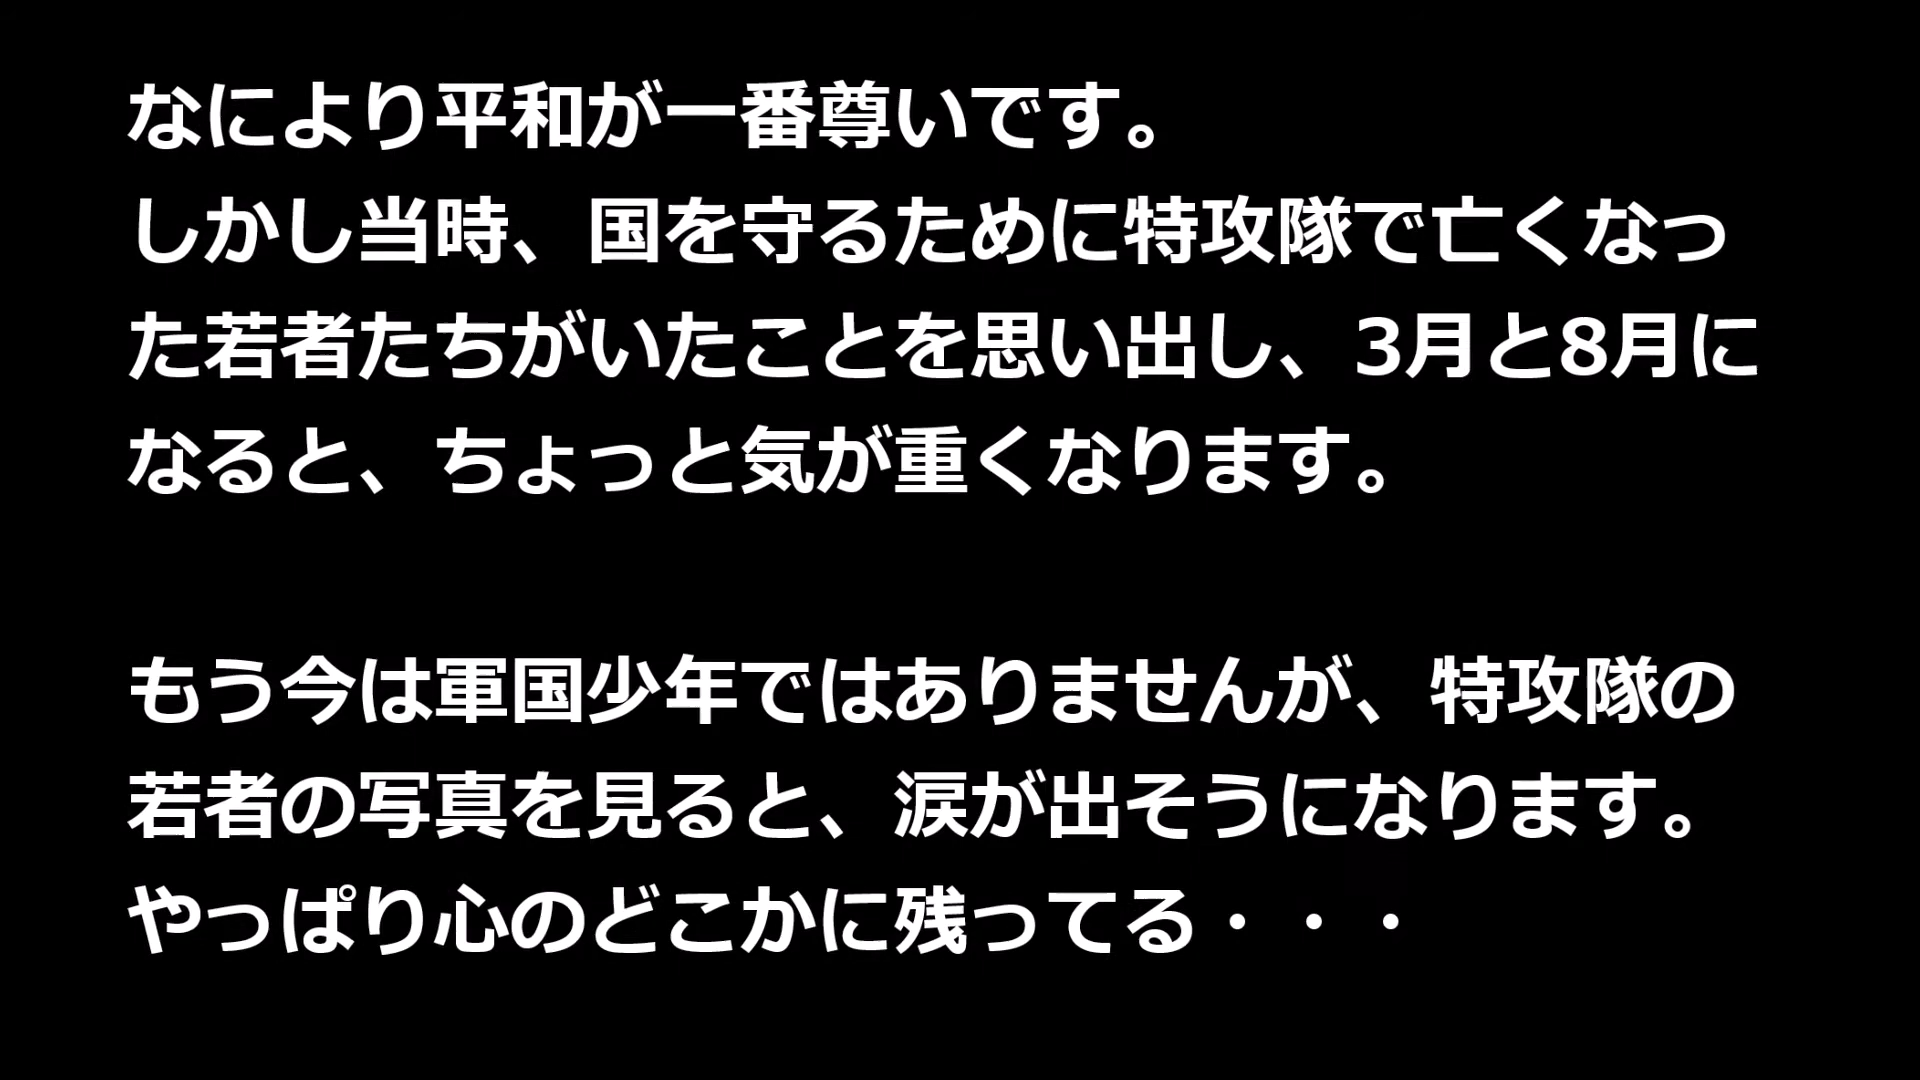 なにより平和が一番尊いです。
しかし当時、国を守るために特攻隊で亡くなっ
た若者たちがいたことを思い出し、3月と8月に
なると、ちょっと気が重くなります。
もう今は軍国少年ではありませんが、特攻隊の
若者の写真を見ると、涙が出そうになります。
やっぱり心のどこかに残ってる・・・